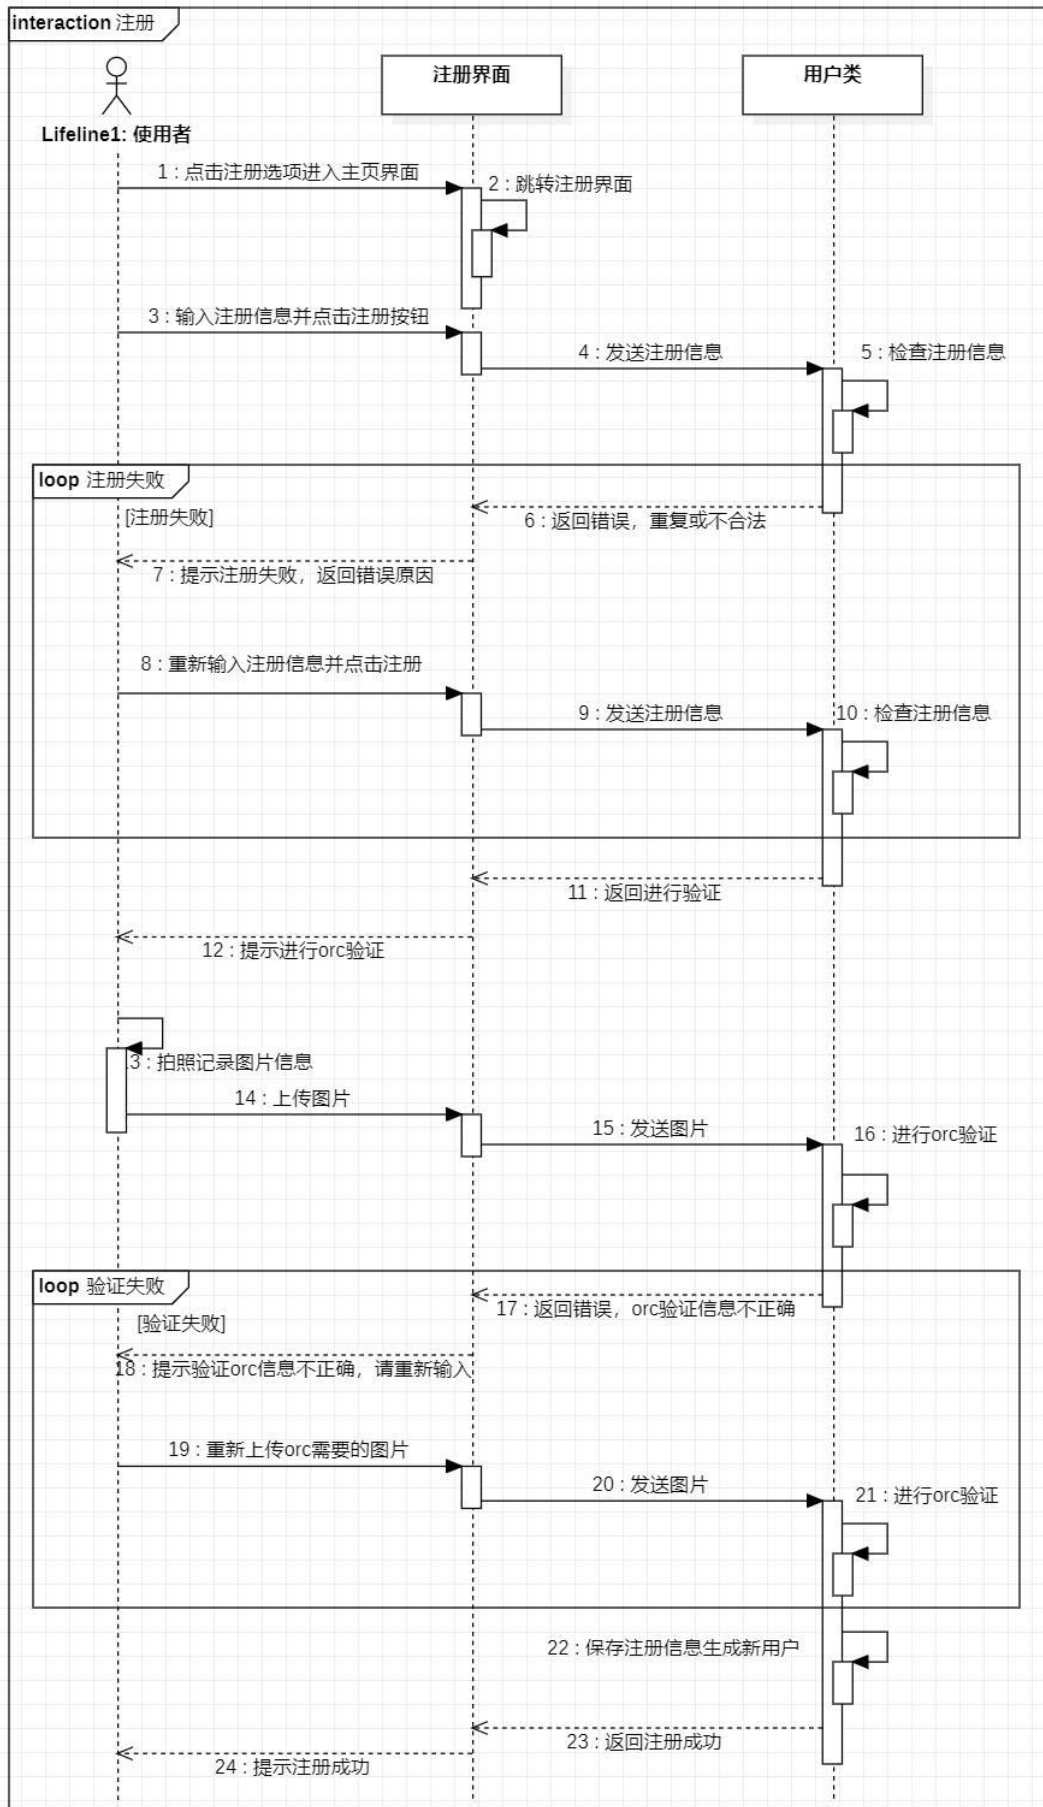 interaction 注册
注册界面
用户类
Lifeline1: 使用者
1 : 点击注册选项进入主页界面
2 : 跳转注册界面
3 : 输入注册信息并点击注册按钮
4 : 发送注册信息
5 : 检查注册信息
loop 注册失败
[注册失败]
6 : 返回错误，重复或不合法
7 : 提示注册失败，返回错误原因
8 : 重新输入注册信息并点击注册
9 : 发送注册信息
10 : 检查注册信息
11 : 返回进行验证
12 : 提示进行orc验证
3 : 拍照记录图片信息
14 : 上传图片
15 : 发送图片
16 : 进行orc验证
loop 验证失败
[验证失败]
17 : 返回错误，orc验证信息不正确
18 : 提示验证orc信息不正确，请重新输入
19 : 重新上传orc需要的图片
20 : 发送图片
21 : 进行orc验证
22 : 保存注册信息生成新用户
23 : 返回注册成功
24 : 提示注册成功